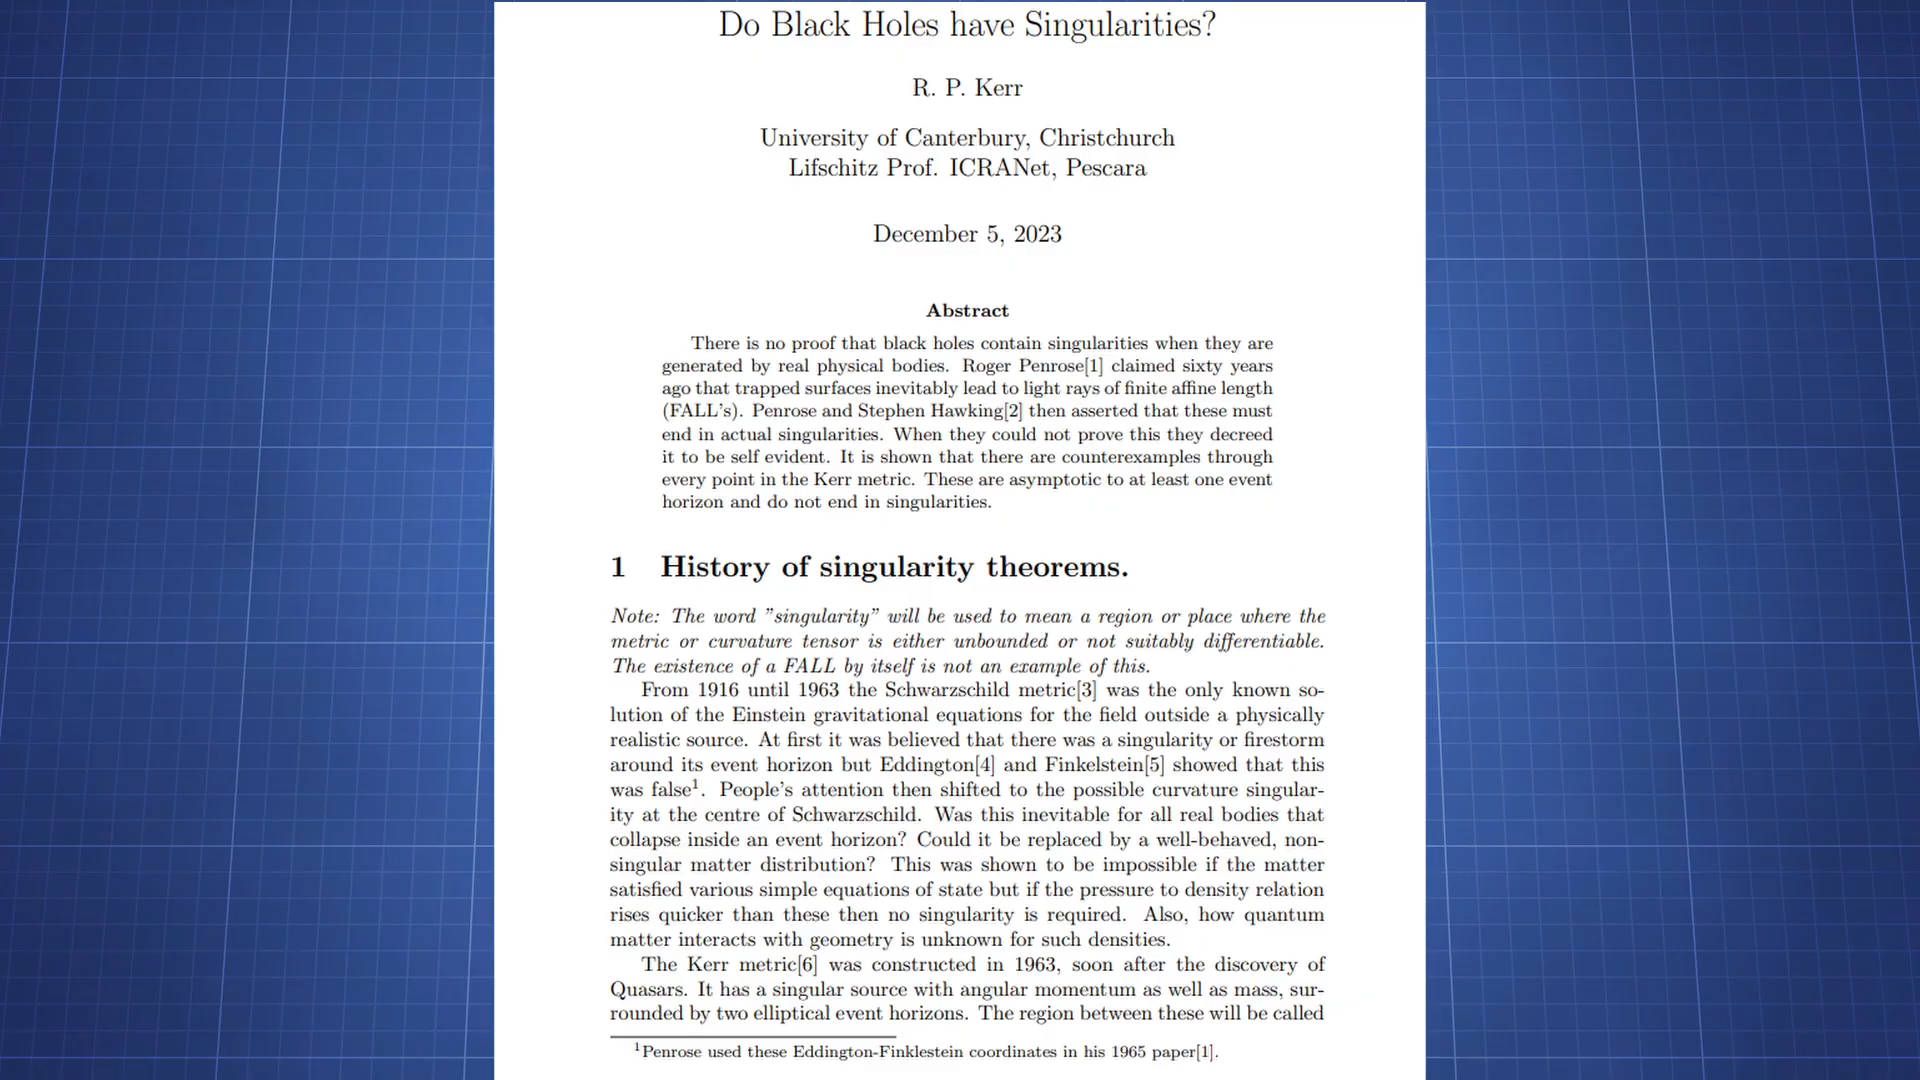 Do Black Holes have Singularities?
R. P. Kerr
University of Canterbury, Christchurch
Lifschitz Prof. ICRANet, Pescara
December 5, 2023
Abstract
There is no proof that black holes contain singularities when they are
generated by real physical bodies. Roger Penrose[1] claimed sixty years
ago that trapped surfaces inevitably lead to light rays of finite affine length
(FALL's). Penrose and Stephen Hawking[2] then asserted that these must
end in actual singularities. When they could not prove this they decreed
it to be self evident. It is shown that there are counterexamples through
every point in the Kerr metric. These are asymptotic to at least one event
horizon and do not end in singularities.
1 History of singularity theorems.
Note: The word ”singularity” will be used to mean a region or place where the
metric or curvature tensor is either unbounded or not suitably differentiable.
The existence of a FALL by itself is not an example of this.
From 1916 until 1963 the Schwarzschild metric[3] was the only known so-
lution of the Einstein gravitational equations for the field outside a physically
realistic source. At first it was believed that there was a singularity or firestorm
around its event horizon but Eddington[4] and Finkelstein[5] showed that this
was false¹. People's attention then shifted to the possible curvature singular-
ity at the centre of Schwarzschild. Was this inevitable for all real bodies that
collapse inside an event horizon? Could it be replaced by a well-behaved, non-
singular matter distribution? This was shown to be impossible if the matter
satisfied various simple equations of state but if the pressure to density relation
rises quicker than these then no singularity is required. Also, how quantum
matter interacts with geometry is unknown for such densities.
The Kerr metric[6] was constructed in 1963, soon after the discovery of
Quasars. It has a singular source with angular momentum as well as mass, sur-
rounded by two elliptical event horizons. The region between these will be called
¹Penrose used these Eddington-Finklestein coordinates in his 1965 paper[1].